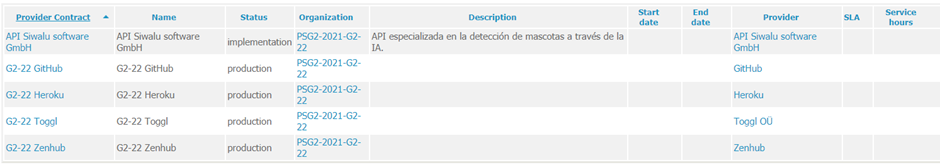 Provider Contract Name Status Organization Description Start date End date Provider SLA Service hours
API Siwalu software GmbH API Siwalu software GmbH implementation PSG2-2021-G2-22 API especializada en la detección de mascotas a través de la IA. API Siwalu software GmbH
G2-22 GitHub G2-22 GitHub production PSG2-2021-G2-22 GitHub
G2-22 Heroku G2-22 Heroku production PSG2-2021-G2-22 Heroku
G2-22 Toggl G2-22 Toggl production PSG2-2021-G2-22 Toggl OÜ
G2-22 Zenhub G2-22 Zenhub production PSG2-2021-G2-22 Zenhub